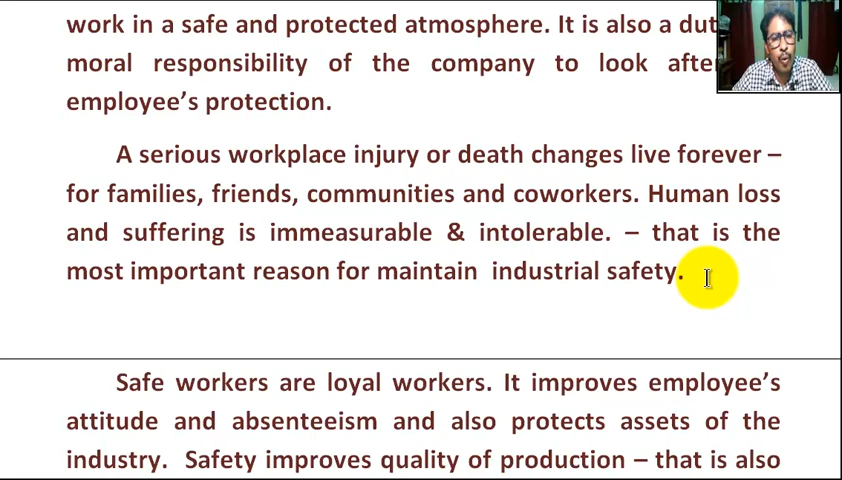 work in a safe and protected atmosphere. It is also a
moral responsibility of the company to look
employee's protection.
A serious workplace injury or death changes live forever –
for families, friends, communities and coworkers. Human loss
and suffering is immeasurable & intolerable. – that is the
most important reason for maintain industrial safety.
Safe workers are loyal workers. It improves employee's
attitude and absenteeism and also protects assets of the
industry. Safety improves quality of production – that is also